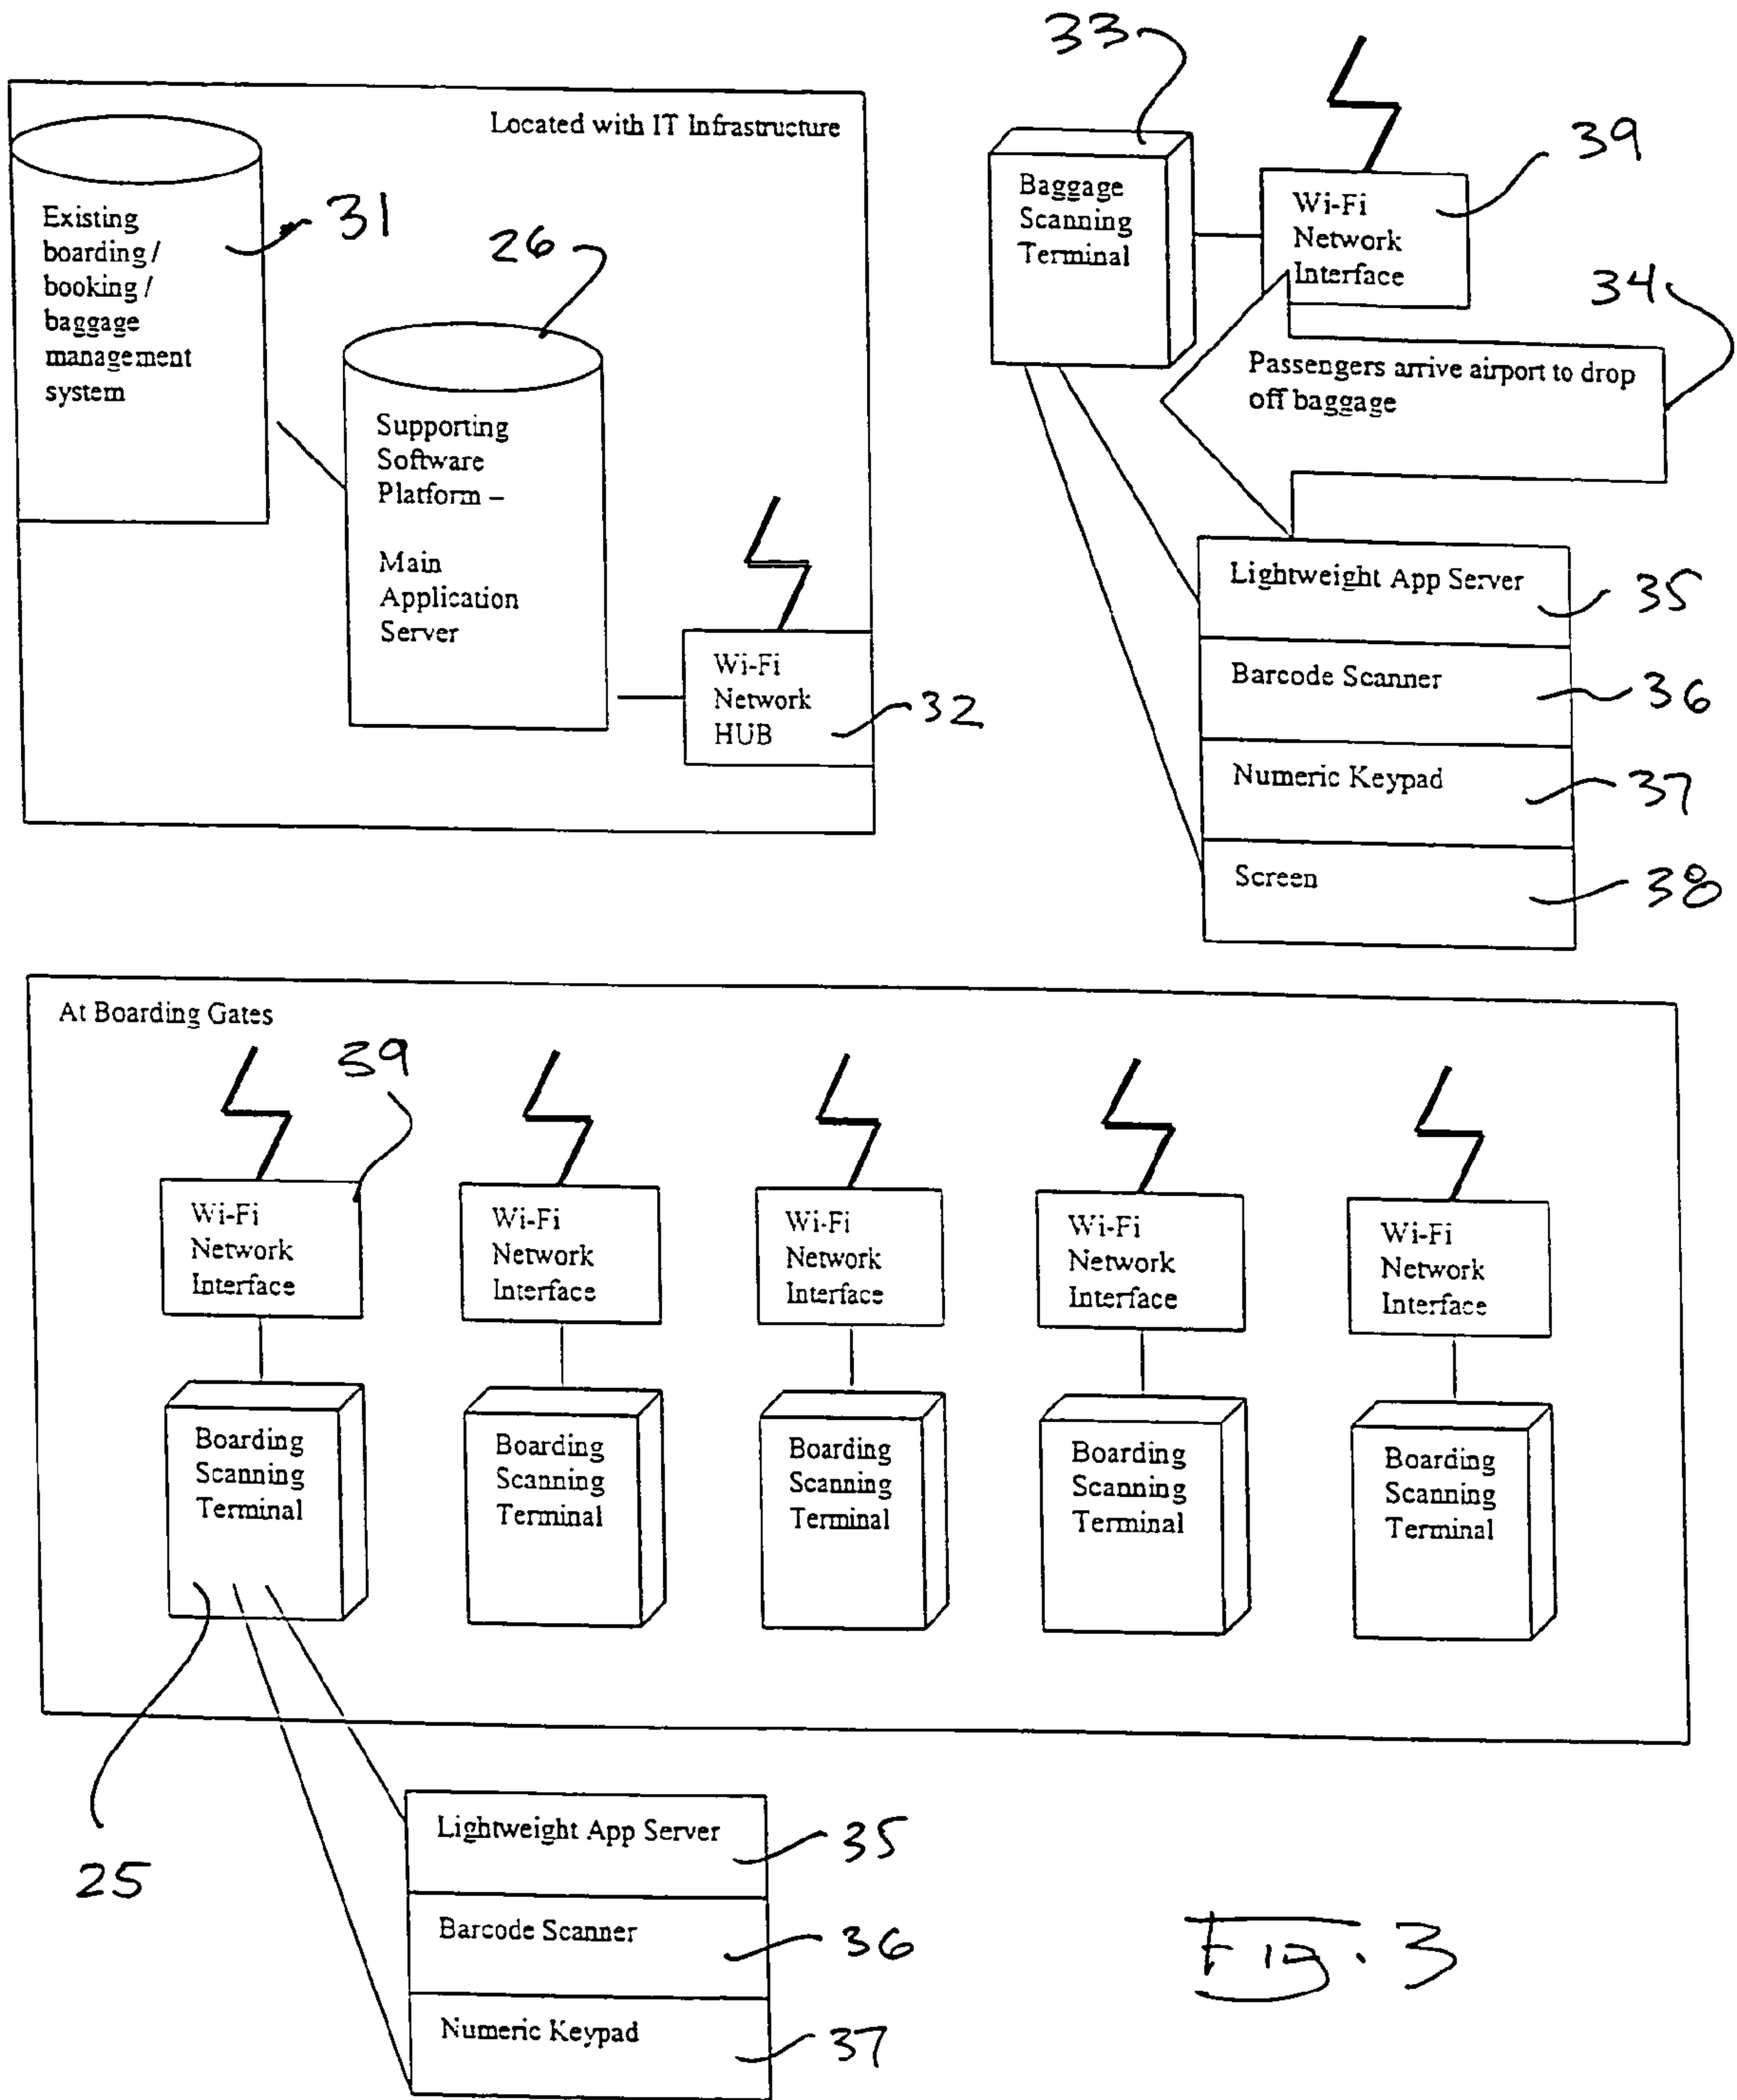 33
Located with IT Infrastructure
39
Existing
boarding/
booking /
baggage
management
system
31
26
Baggage
Scanning
Terminal
Wi-Fi
Network
Interface
34
Passengers arrive airport to drop
off baggage
Supporting
Software
Platform –
Main
Application
Server
Wi-Fi
Network
HUB
32
Lightweight App Server
35
Barcode Scanner
36
Numeric Keypad
37
Screen
38
At Boarding Gates
39
Wi-Fi
Network
Interface
Wi-Fi
Network
Interface
Wi-Fi
Network
Interface
Wi-Fi
Network
Interface
Wi-Fi
Network
Interface
Boarding
Scanning
Terminal
Boarding
Scanning
Terminal
Boarding
Scanning
Terminal
Boarding
Scanning
Terminal
Boarding
Scanning
Terminal
25
Lightweight App Server
35
Barcode Scanner
36
Numeric Keypad
37
Fig. 3